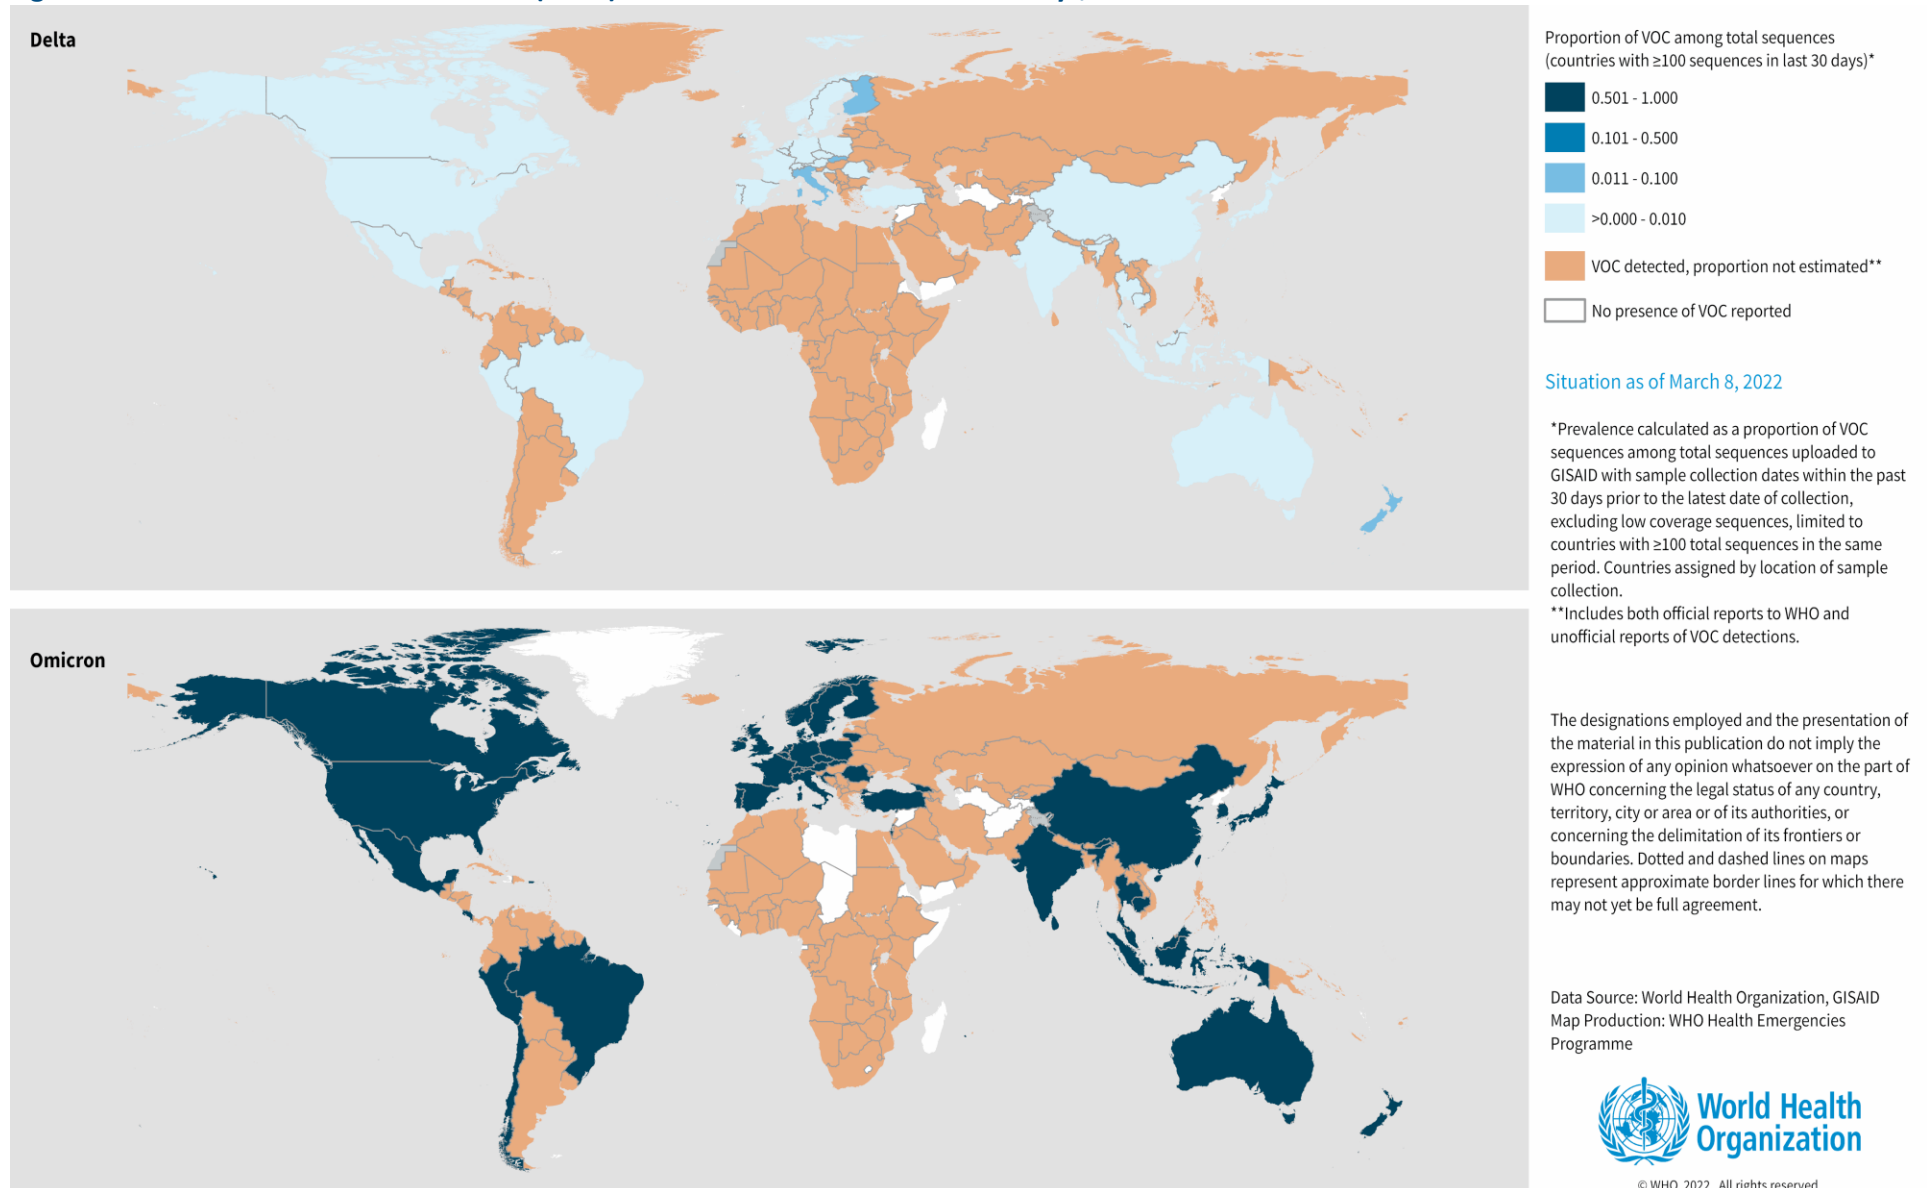 Delta
Proportion of VOC among total sequences
(countries with ≥100 sequences in last 30 days)*
0.501 - 1.000
0.101 - 0.500
0.011 - 0.100
>0.000 - 0.010
VOC detected, proportion not estimated**
No presence of VOC reported
Situation as of March 8, 2022
*Prevalence calculated as a proportion of VOC
sequences among total sequences uploaded to
GISAID with sample collection dates within the past
30 days prior to the latest date of collection,
excluding low coverage sequences, limited to
countries with ≥100 total sequences in the same
period. Countries assigned by location of sample
collection.
**Includes both official reports to WHO and
unofficial reports of VOC detections.
Omicron
The designations employed and the presentation of
the material in this publication do not imply the
expression of any opinion whatsoever on the part of
WHO concerning the legal status of any country,
territory, city or area or of its authorities, or
concerning the delimitation of its frontiers or
boundaries. Dotted and dashed lines on maps
represent approximate border lines for which there
may not yet be full agreement.
Data Source: World Health Organization, GISAID
Map Production: WHO Health Emergencies
Programme
World Health
Organization
© WHO 2022. All rights reserved